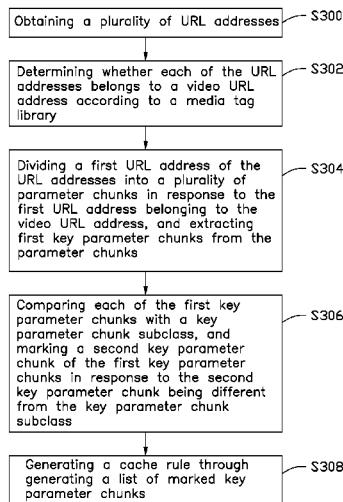 Obtaining a plurality of URL addresses
S300
Determining whether each of the URL
addresses belongs to a video URL
address according to a media tag
library
S302
Dividing a first URL address of the
URL addresses into a plurality of
parameter chunks in response to the
first URL address belonging to the
video URL address, and extracting
first key parameter chunks from the
parameter chunks
S304
Comparing each of the first key
parameter chunks with a key
parameter chunk subclass, and
marking a second key parameter
chunk of the first key parameter
chunks in response to the second
key parameter chunk being different
from the key parameter chunk
subclass
S306
Generating a cache rule through
generating a list of marked key
parameter chunks
S308